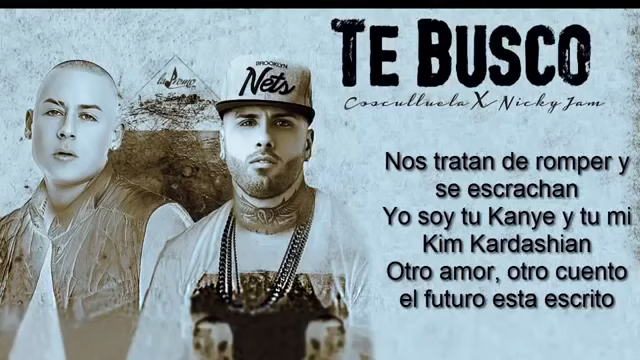 TE BUSCO
Cosculluela X Nicky Jam
BROOKLYN
Nets
Nos tratan de romper y
se escrachan
Yo soy tu Kanye y tu mi
Kim Kardashian
Otro amor, otro cuento
el futuro esta escrito